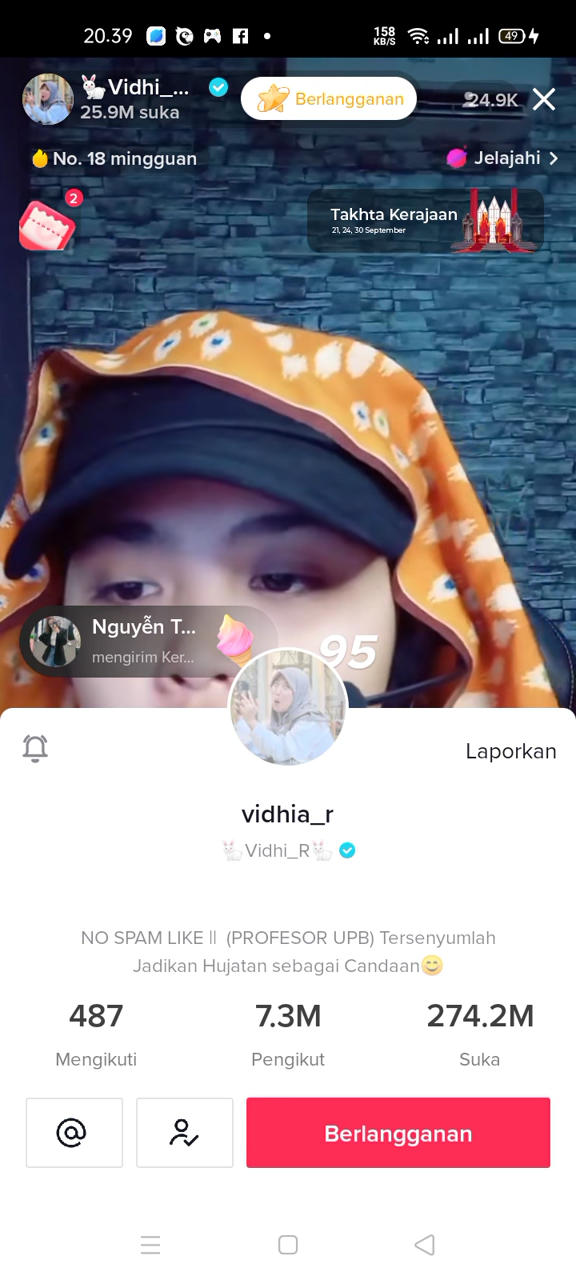 20.39
158
KB/S
49
🐇Vidhi_...
25.9M suka
Berlangganan
24.9K
No. 18 mingguan
Jelajahi
2
Takhta Kerajaan
21, 24, 30 September
Nguyễn T...
mengirim Ker...
95
Laporkan
vidhia_r
🐇Vidhi_R🐇
NO SPAM LIKE || (PROFESOR UPB) Tersenyumlah
Jadikan Hujatan sebagai Candaan😊
487
7.3M
274.2M
Mengikuti
Pengikut
Suka
Berlangganan